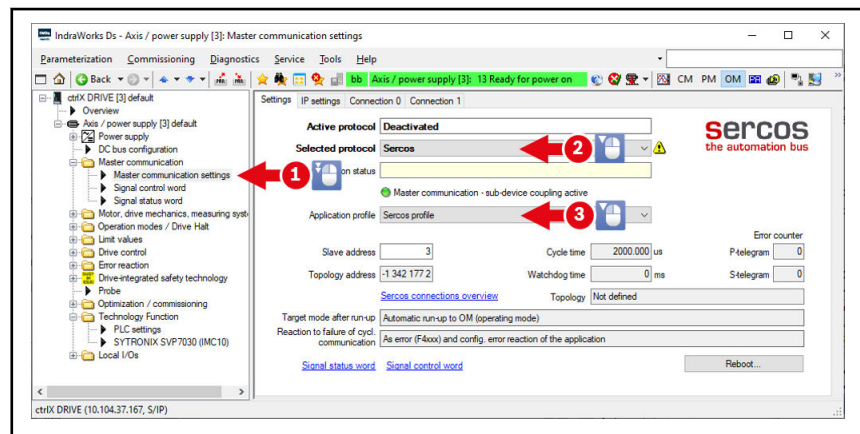 IndraWorks Ds - Axis / power supply [3]: Master communication settings
Parameterization Commissioning Diagnostics Service Tools Help
Back bb Axis / power supply [3]: 13 Ready for power on CM PM OM
ctrlX DRIVE [3] default
Overview
Axis / power supply [3] default
Power supply
DC bus configuration
Master communication
Master communication settings
Signal control word
Signal status word
Motor, drive mechanics, measuring syst
Operation modes / Drive Halt
Limit values
Drive control
Error reaction
Drive-integrated safety technology
Probe
Optimization / commissioning
Technology Function
PLC settings
SYTRONIX SVP7030 (IMC10)
Local I/Os
1
Settings IP settings Connection 0 Connection 1
Active protocol Deactivated
Selected protocol Sercos 2
on status
Master communication - sub-device coupling active
Application profile Sercos profile 3
sercos
the automation bus
Error counter
Slave address 3 Cycle time 2000.000 us P-telegram 0
Topology address -1 342 177 2 Watchdog time 0 ms S-telegram 0
Sercos connections overview Topology Not defined
Target mode after run-up Automatic run-up to OM (operating mode)
Reaction to failure of cycl.
communication As error (F4xxx) and config. error reaction of the application
Signal status word Signal control word Reboot...
ctrlX DRIVE (10.104.37.167, S/IP)